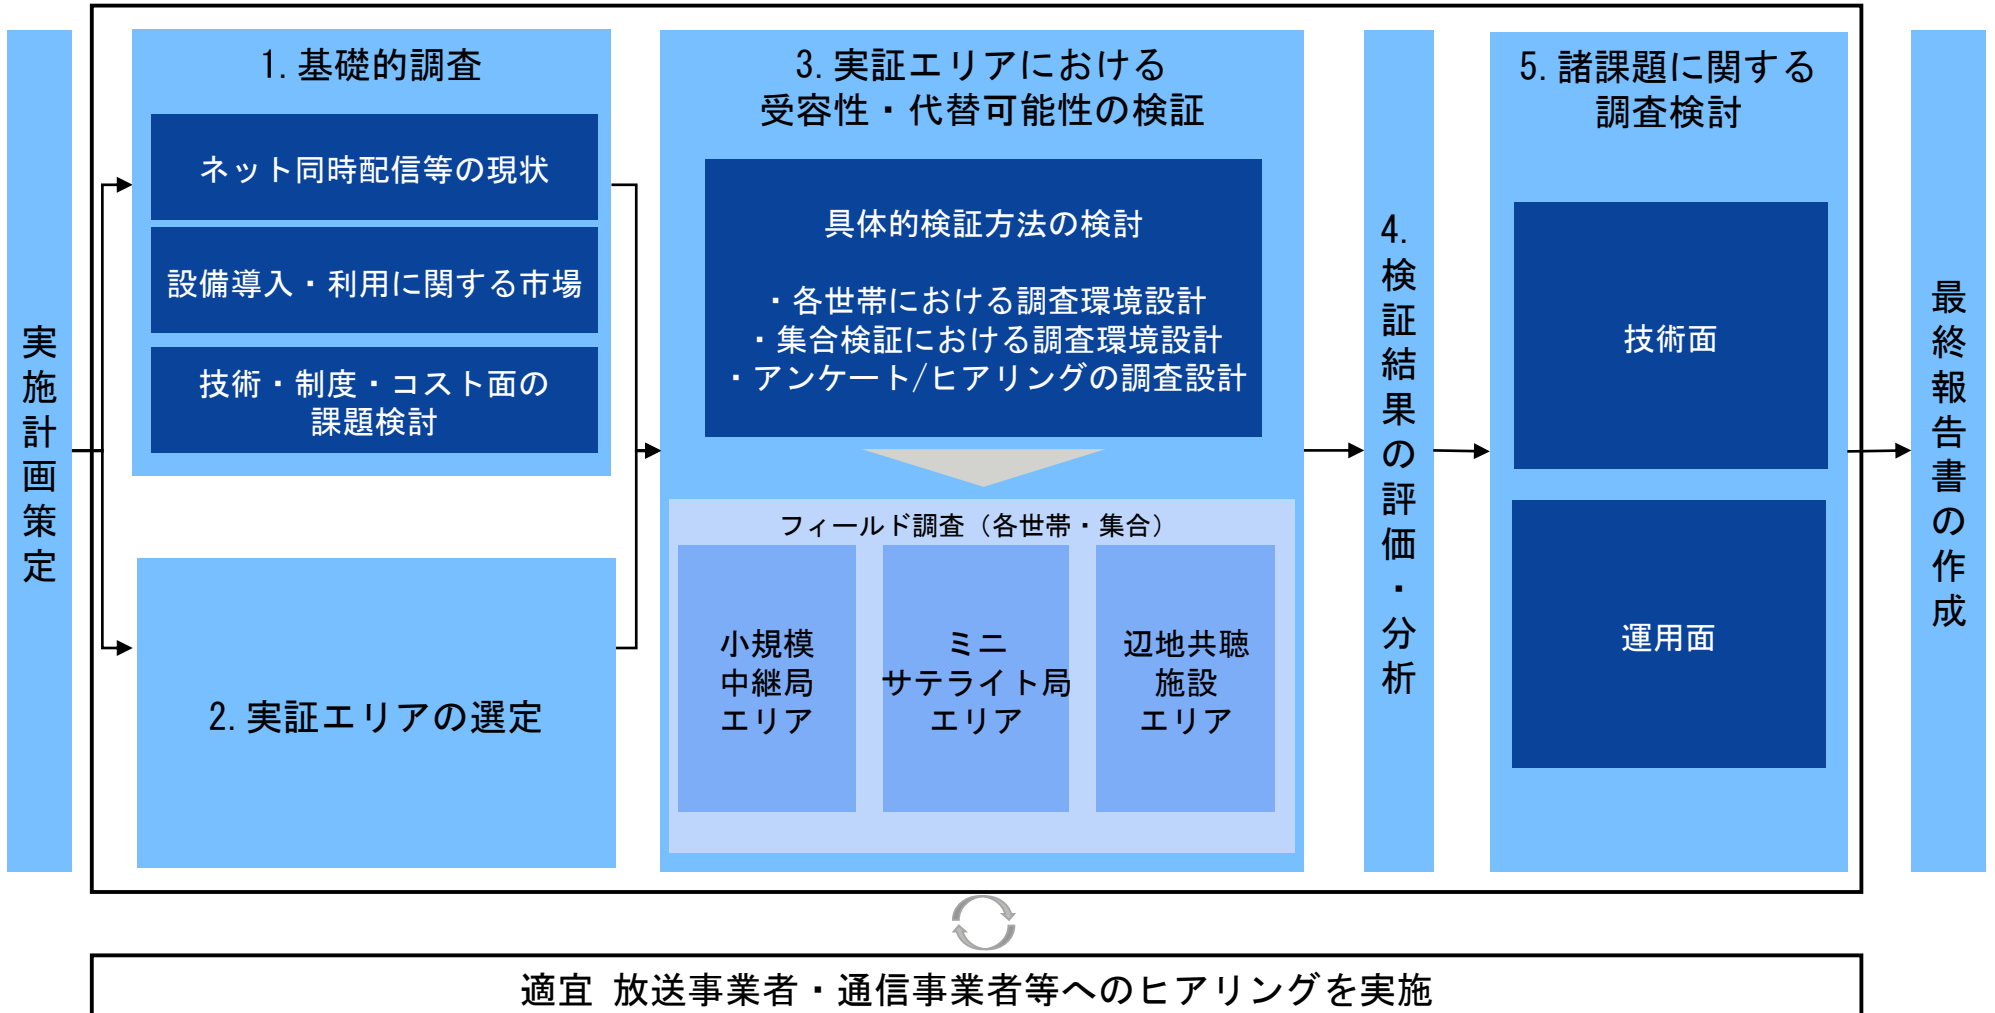 実施計画策定
1.基礎的調査
ネット同時配信等の現状
設備導入・利用に関する市場
技術・制度・コスト面の
課題検討
2.実証エリアの選定
3.実証エリアにおける
受容性・代替可能性の検証
具体的検証方法の検討
・各世帯における調査環境設計
・集合検証における調査環境設計
・アンケート/ヒアリングの調査設計
フィールド調査（各世帯・集合）
小規模
中継局
エリア
ミニ
サテライト局
エリア
辺地共聴
施設
エリア
4.検証結果の評価・分析
5.諸課題に関する
調査検討
技術面
運用面
最終報告書の作成
適宜 放送事業者・通信事業者等へのヒアリングを実施